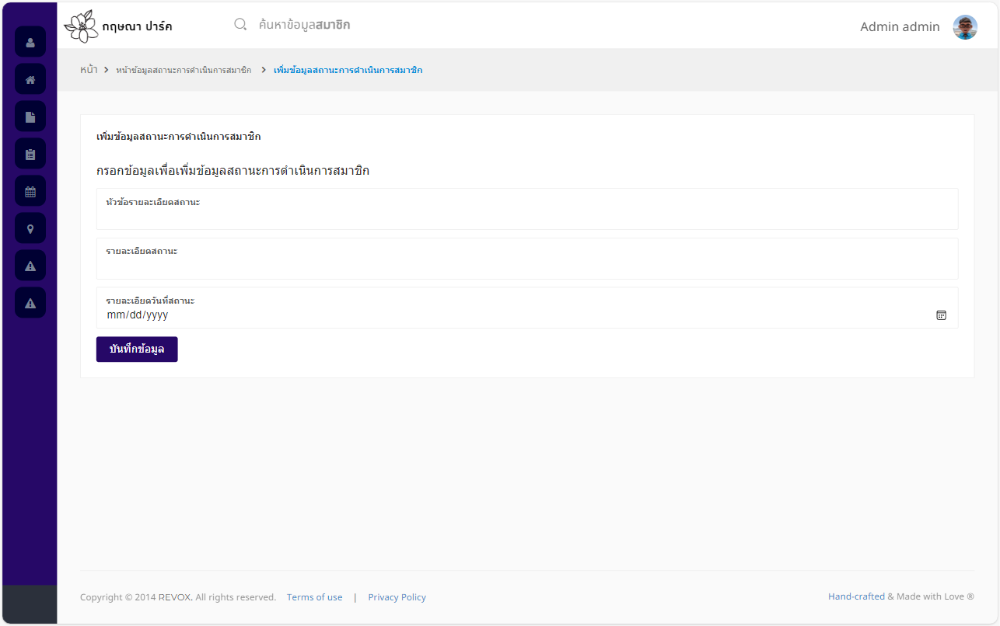 กฤษณา ปาร์ค
ค้นหาข้อมูลสมาชิก
Admin admin
หน้า > หน้าข้อมูลสถานะการดำเนินการสมาชิก > เพิ่มข้อมูลสถานะการดำเนินการสมาชิก
เพิ่มข้อมูลสถานะการดำเนินการสมาชิก
กรอกข้อมูลเพื่อเพิ่มข้อมูลสถานะการดำเนินการสมาชิก
หัวข้อรายละเอียดสถานะ
รายละเอียดสถานะ
รายละเอียดวันที่สถานะ
mm/dd/yyyy
บันทึกข้อมูล
Copyright © 2014 REVOX. All rights reserved. Terms of use | Privacy Policy
Hand-crafted & Made with Love ®